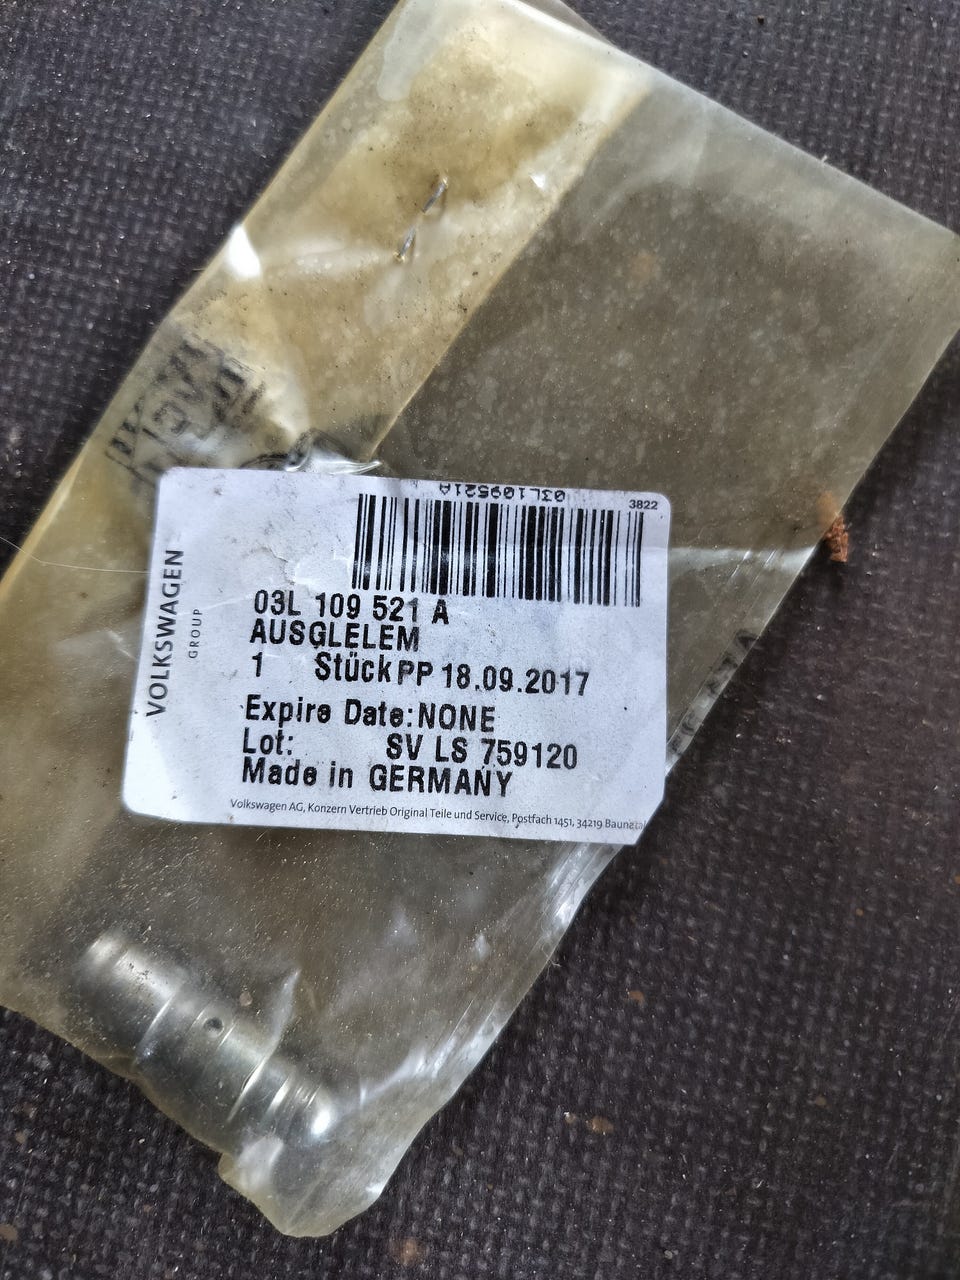 03L109521A
3822
03L 109 521 A
AUSGLELEM
1 Stück PP 18.09.2017
Expire Date: NONE
Lot: SV LS 759120
Made in GERMANY
Volkswagen AG, Konzern Vertrieb Original Teile und Service, Postfach 1451, 34219 Baunatal
VOLKSWAGEN
GROUP